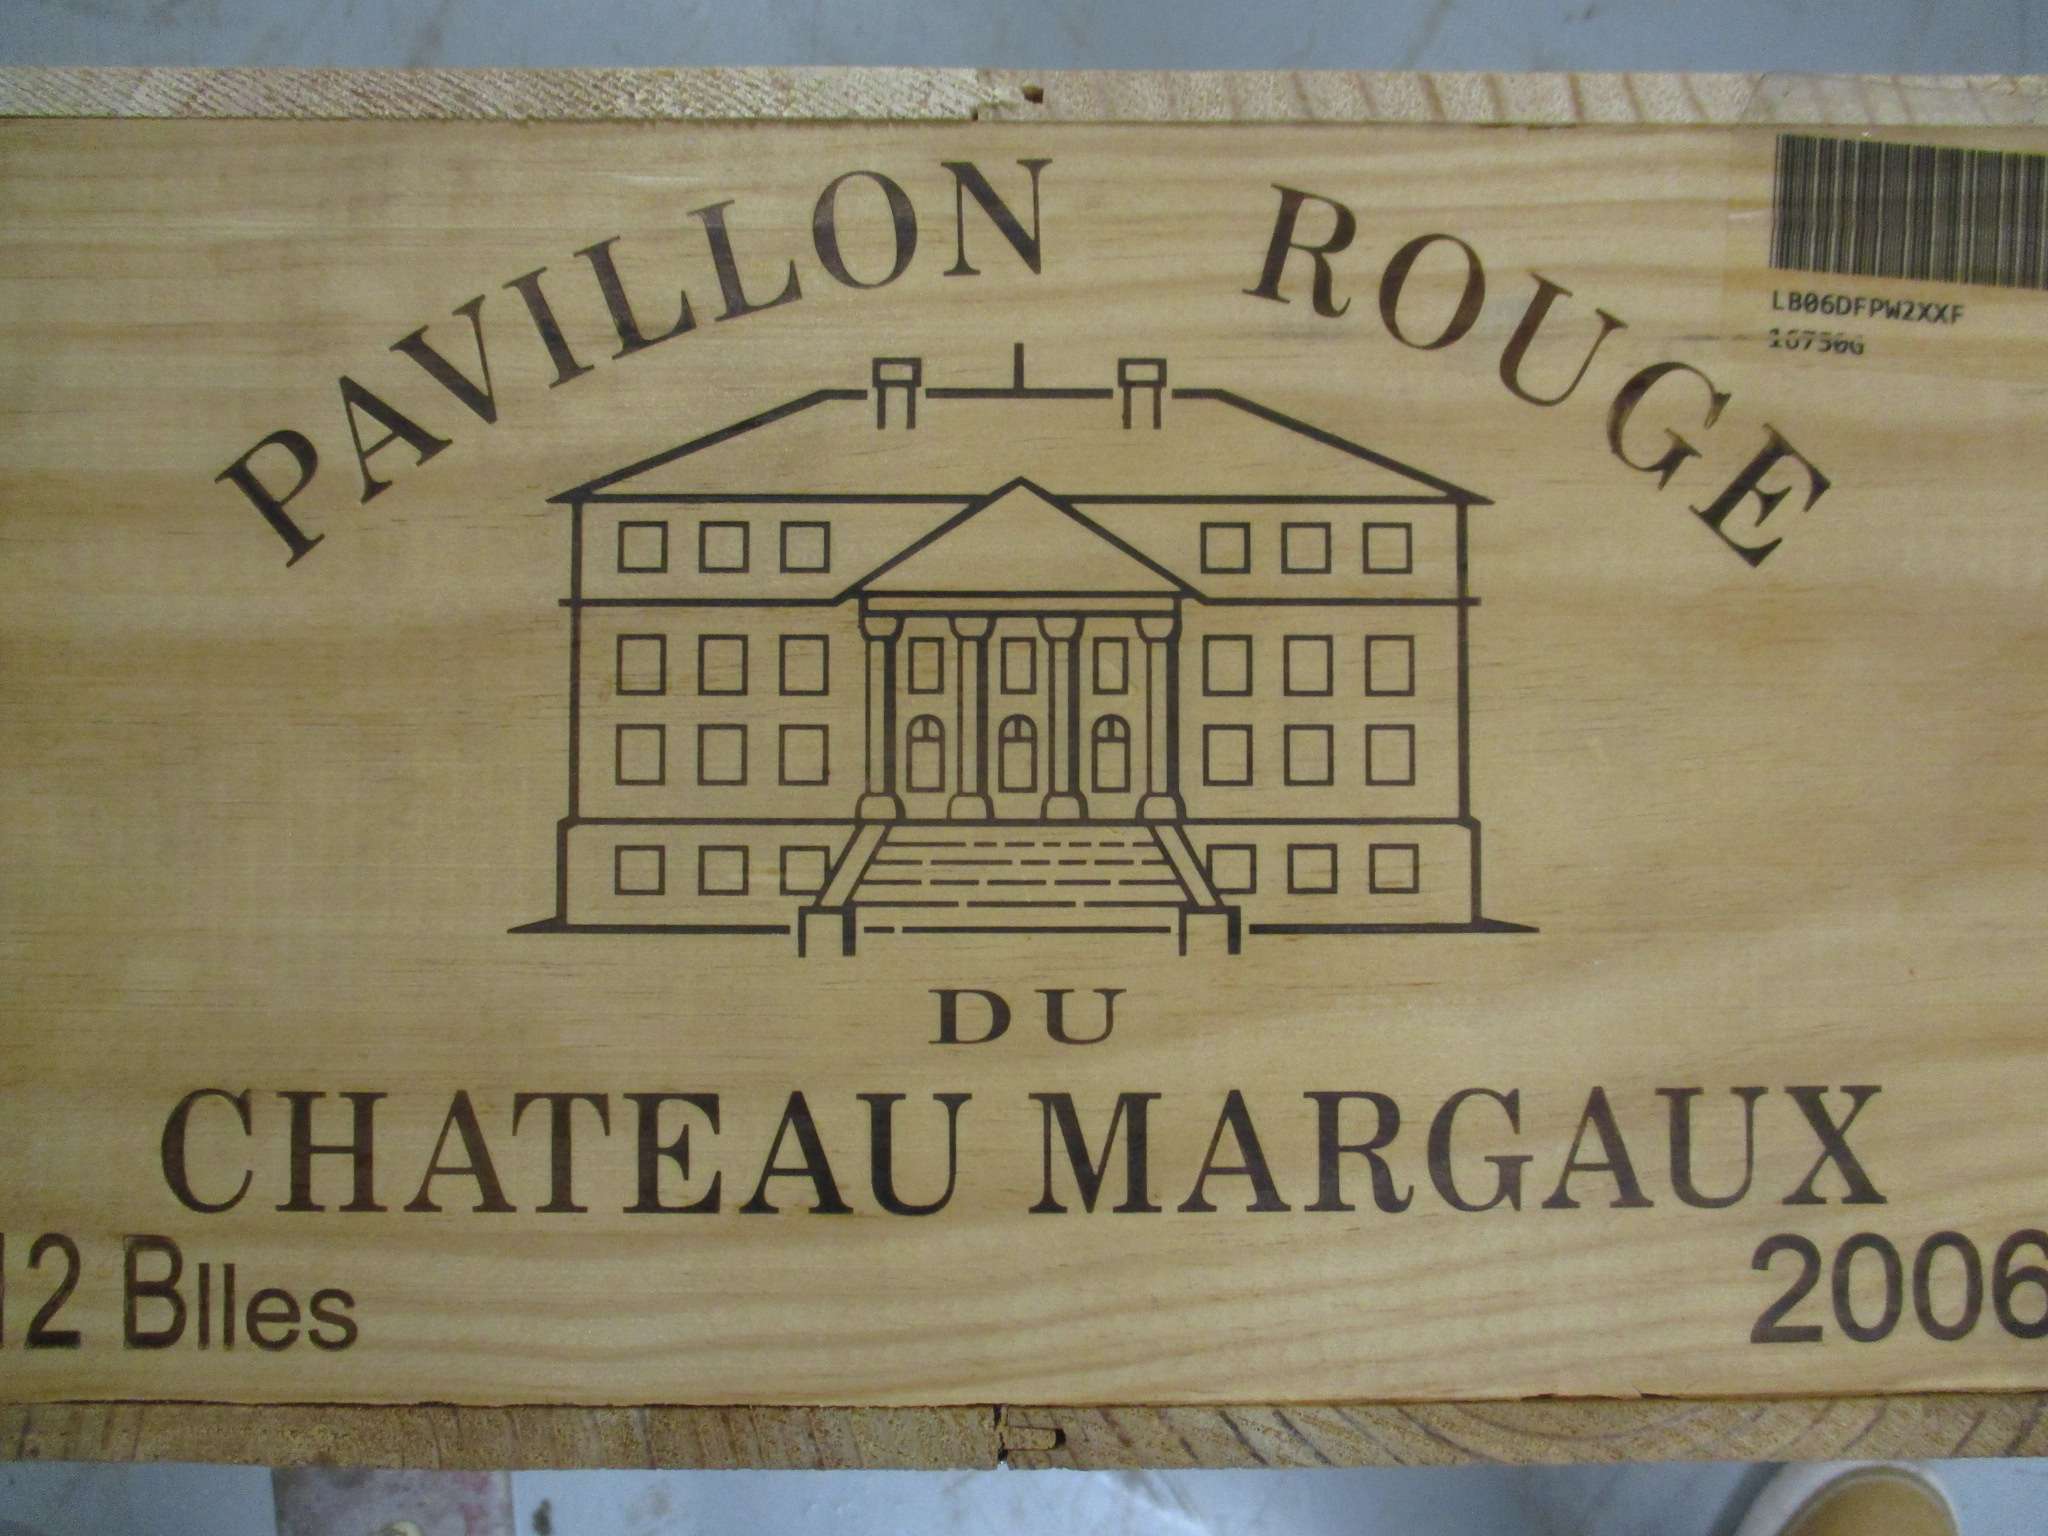 PAVILLON ROUGE
LB06DFPW2XXF
DU
CHATEAU MARGAUX
12 Blles
2006